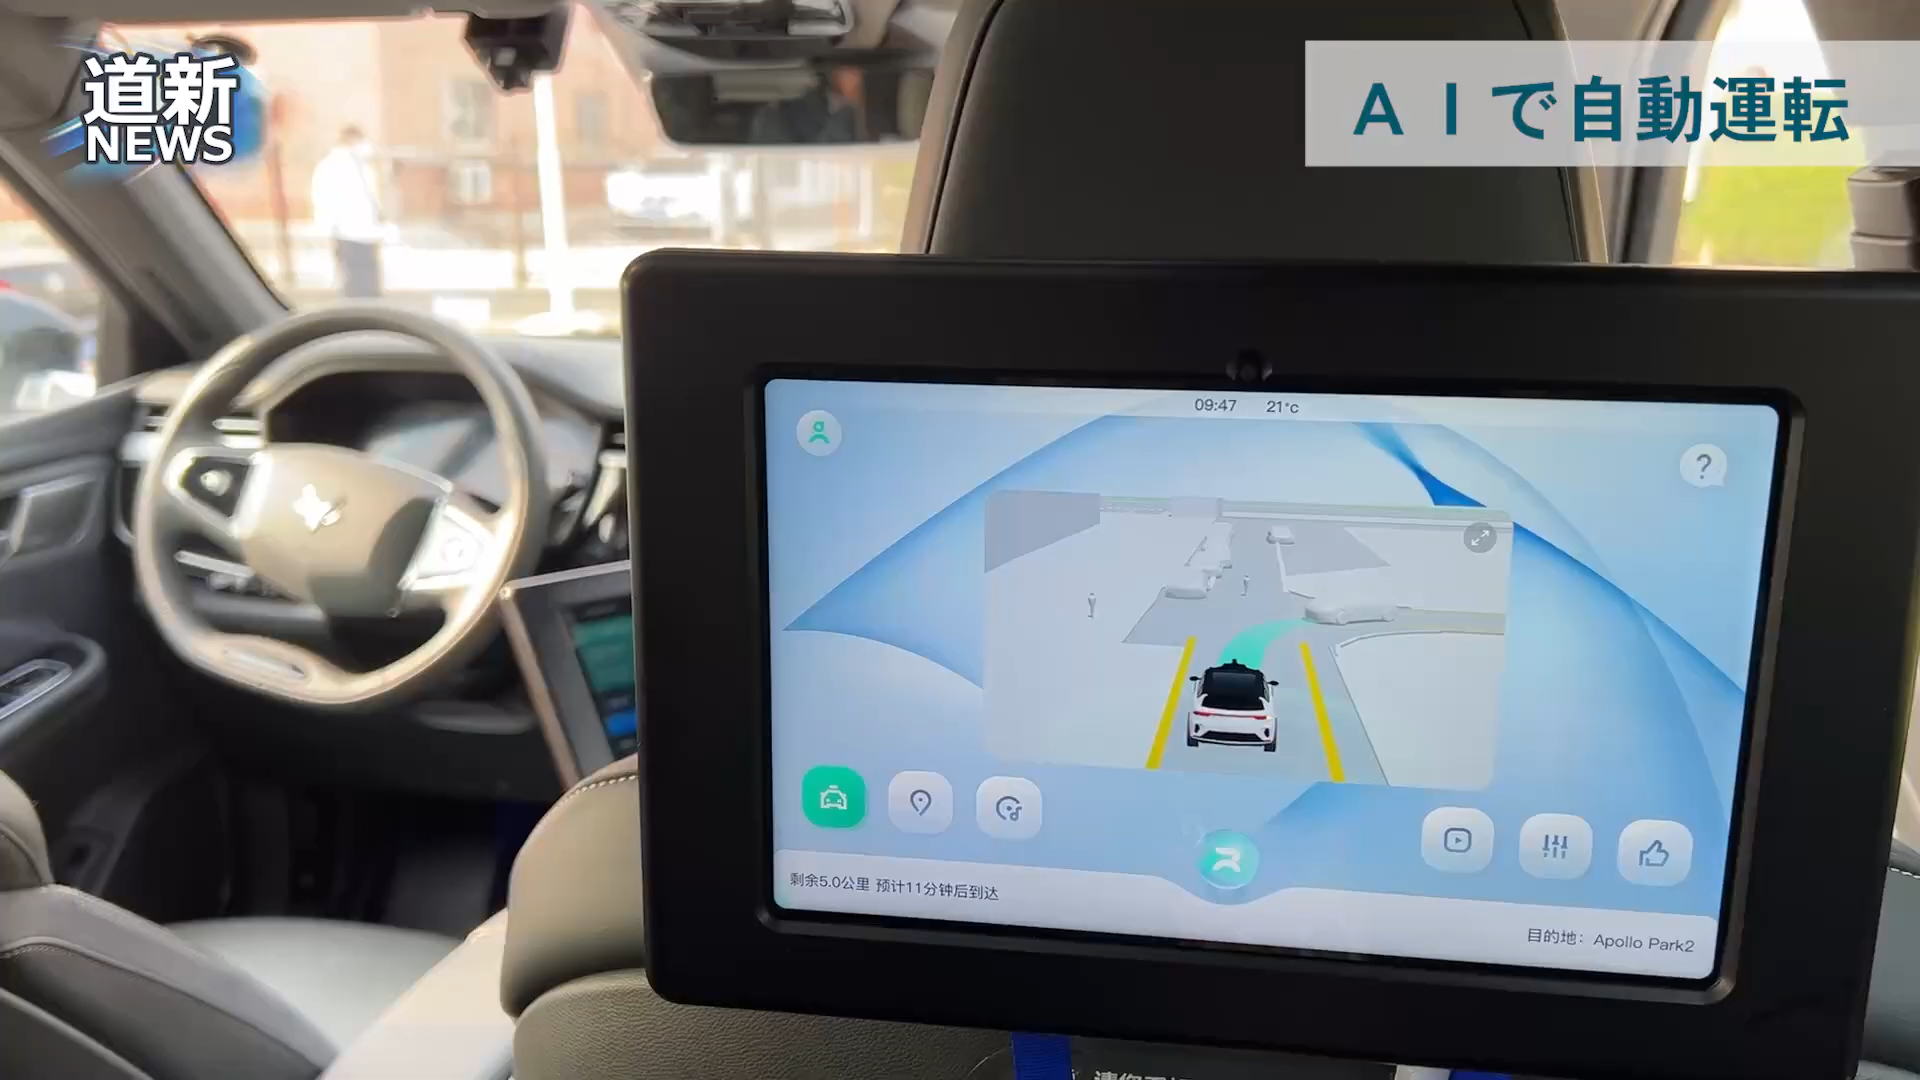 道新
NEWS
ＡＩで自動運転
09:47 21°c
剩余5.0公里 预计11分钟后到达
目的地：Apollo Park2